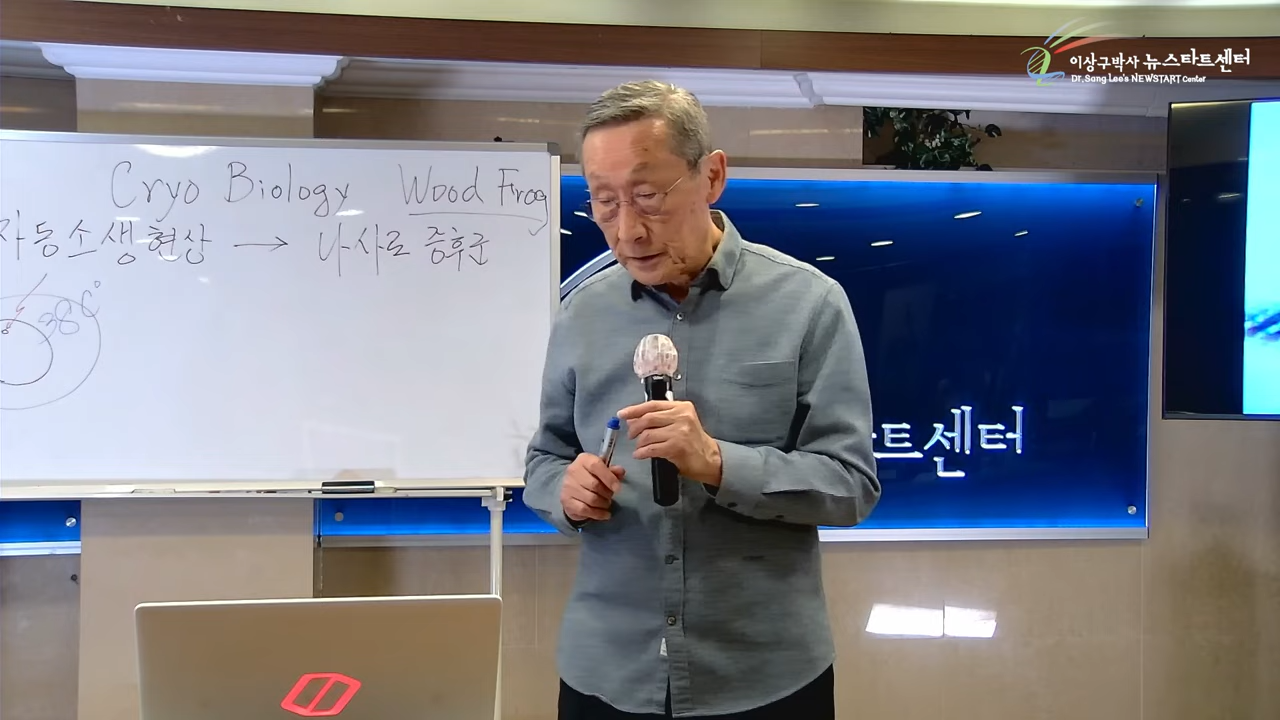 이상구박사 뉴스타트센터
Dr. Sang Lee's NEWSTART Center
Cryo Biology Wood Frog
자동소생현상 → 나사로 증후군
38C°
트센터